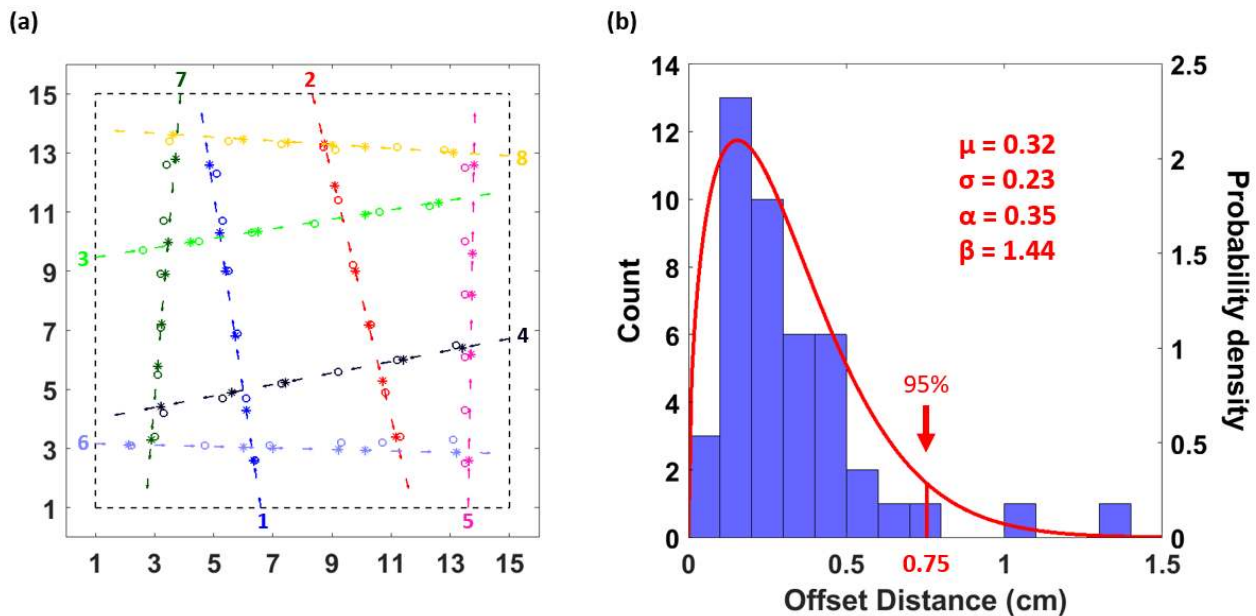 (a)
(b)
7
2
15
13
11
9
7
5
3
1
8
3
4
6
1
5
1 3 5 7 9 11 13 15
14
12
10
8
6
4
2
0
Count
2.5
2
1.5
1
0.5
0
Probability density
μ = 0.32
σ = 0.23
α = 0.35
β = 1.44
95%
0 0.5 0.75 1 1.5
Offset Distance (cm)